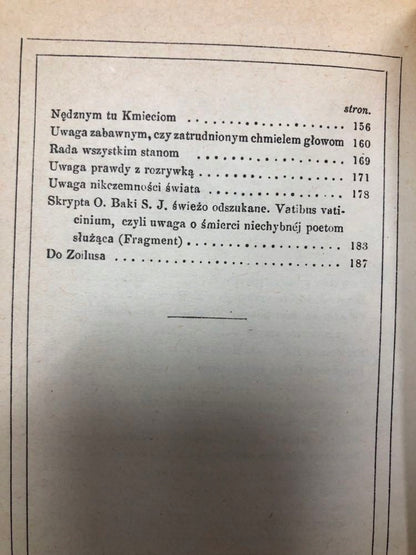 stron.
Nędznym tu Kmieciom . . . . . . . . . . . . . . . . . 156
Uwaga zabawnym, czy zatrudnionym chmielem głowom 160
Rada wszystkim stanom . . . . . . . . . . . . . . . . 169
Uwaga prawdy z rozrywką . . . . . . . . . . . . . . . 171
Uwaga nikczemności świata . . . . . . . . . . . . . . 178
Skrypta O. Baki S. J. świeżo odszukane. Vatibus vati-
cinium, czyli uwaga o śmierci niechybnéj poetom
służąca (Fragment) . . . . . . . . . . . . . . . . 183
Do Zoilusa . . . . . . . . . . . . . . . . . . . . . . 187